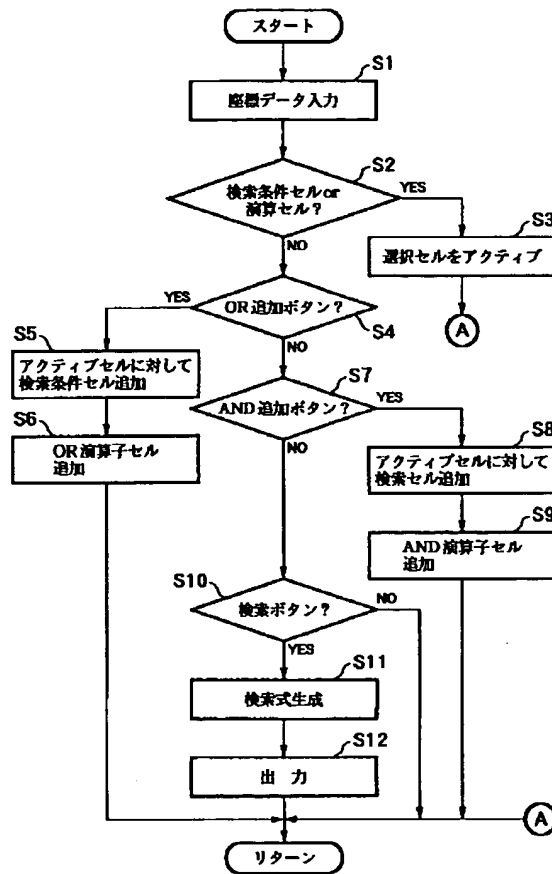 スタート
S1
座標データ入力
S2
検索条件セルor
演算セル？
YES
NO
S3
選択セルをアクティブ
A
OR追加ボタン？
YES
S4
NO
S5
アクティブセルに対して
検索条件セル追加
S6
OR演算子セル
追加
S7
AND追加ボタン？
YES
NO
S8
アクティブセルに対して
検索セル追加
S9
AND演算子セル
追加
S10
検索ボタン？
NO
YES
S11
検索式生成
S12
出 力
A
リターン